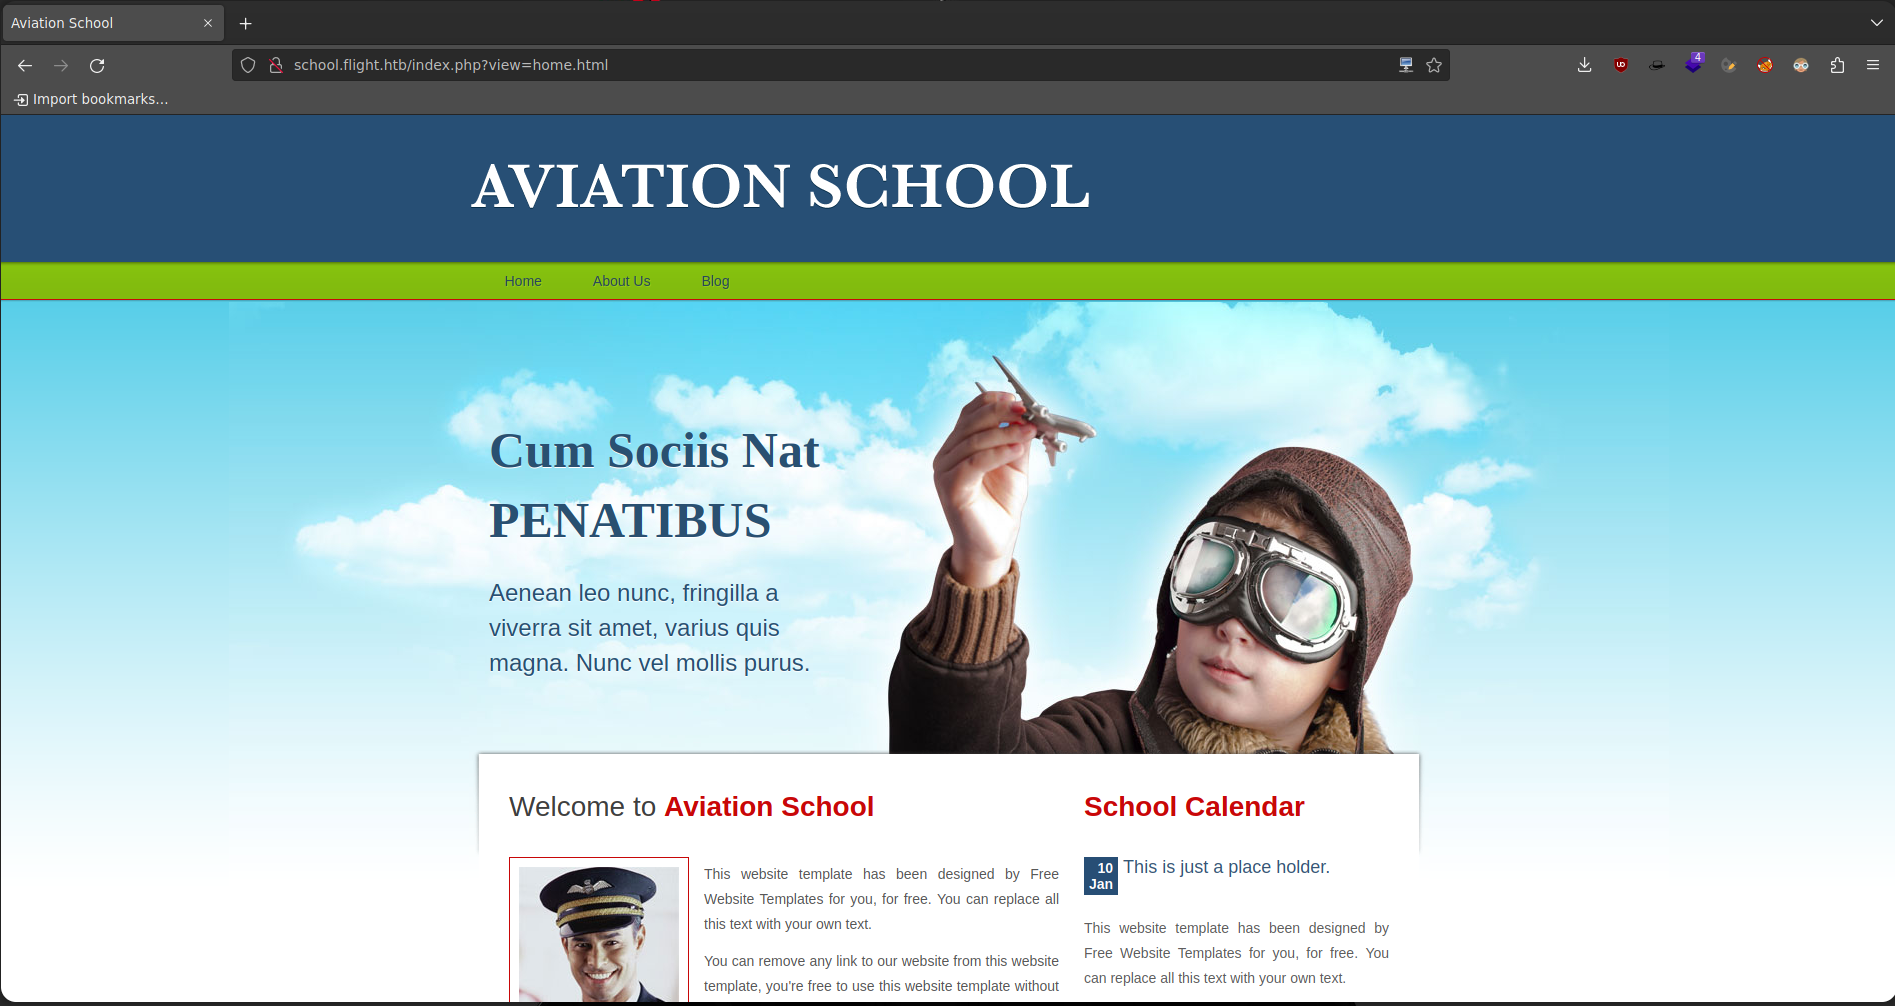 Aviation School
school.flight.htb/index.php?view=home.html
4
Import bookmarks...
AVIATION SCHOOL
Home
About Us
Blog
Cum Sociis Nat
PENATIBUS
Aenean leo nunc, fringilla a
viverra sit amet, varius quis
magna. Nunc vel mollis purus.
Welcome to Aviation School
This website template has been designed by Free
Website Templates for you, for free. You can replace all
this text with your own text.
You can remove any link to our website from this website
template, you're free to use this website template without
School Calendar
10
Jan
This is just a place holder.
This website template has been designed by
Free Website Templates for you, for free. You
can replace all this text with your own text.